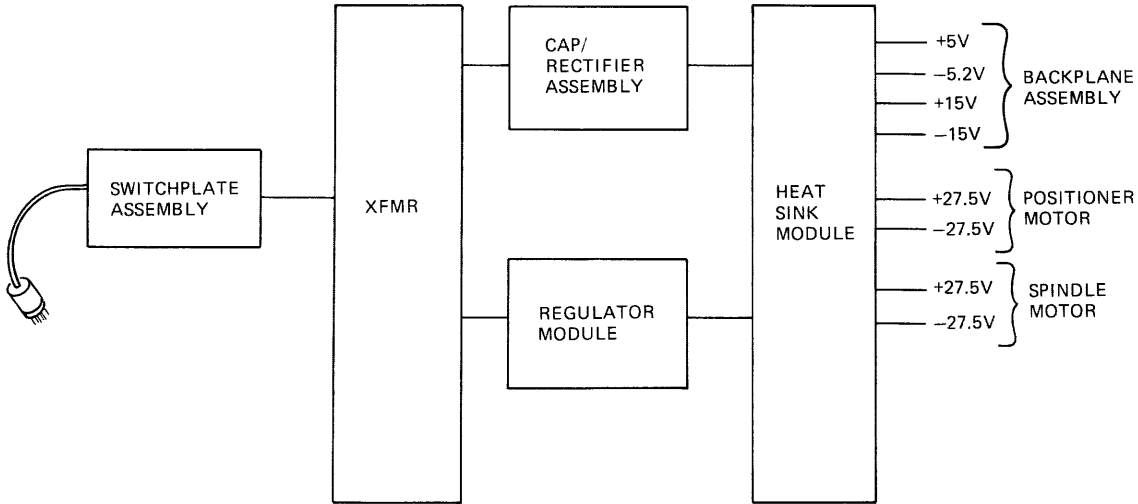 SWITCHPLATE
ASSEMBLY
XFMR
CAP/
RECTIFIER
ASSEMBLY
REGULATOR
MODULE
HEAT
SINK
MODULE
+5V
–5.2V
+15V
–15V
BACKPLANE
ASSEMBLY
+27.5V
–27.5V
POSITIONER
MOTOR
+27.5V
–27.5V
SPINDLE
MOTOR